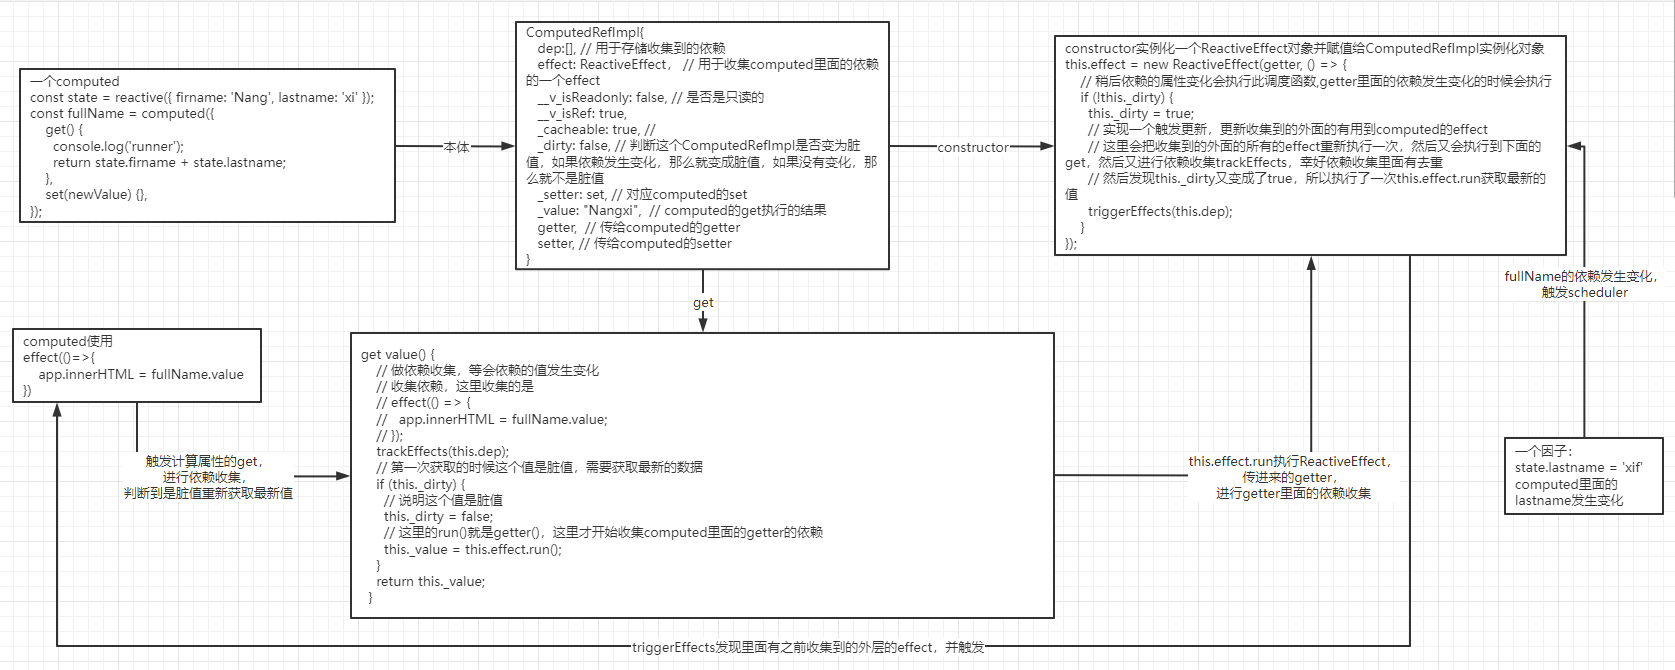 一个computed
const state = reactive({ firname: 'Nang', lastname: 'xi' });
const fullName = computed({
get() {
console.log('runner');
return state.firname + state.lastname;
},
set(newValue) {},
});
本体
ComputedRefImpl{
dep:[], // 用于存储收集到的依赖
effect: ReactiveEffect， // 用于收集computed里面的依赖
的一个effect
__v_isReadonly: false, // 是否是只读的
__v_isRef: true,
_cacheable: true, //
_dirty: false, // 判断这个ComputedRefImpl是否变为脏
值，如果依赖发生变化，那么就变成脏值，如果没有变化，那
么就不是脏值
_setter: set, // 对应computed的set
_value: "Nangxi", // computed的get执行的结果
getter, // 传给computed的getter
setter, // 传给computed的setter
}
constructor
constructor实例化一个ReactiveEffect对象并赋值给ComputedRefImpl实例化对象
this.effect = new ReactiveEffect(getter, () => {
// 稍后依赖的属性变化会执行此调度函数,getter里面的依赖发生变化的时候会执行
if (!this._dirty) {
this._dirty = true;
// 实现一个触发更新，更新收集到的外面的有用到computed的effect
// 这里会把收集到的外面的所有的effect重新执行一次，然后又会执行到下面的
get，然后又进行依赖收集trackEffects，幸好依赖收集里面有去重
// 然后发现this._dirty又变成了true，所以执行了一次this.effect.run获取最新的
值
triggerEffects(this.dep);
}
});
fullName的依赖发生变化，
触发scheduler
get
computed使用
effect(()=>{
app.innerHTML = fullName.value
})
触发计算属性的get，
进行依赖收集，
判断到是脏值重新获取最新值
get value() {
// 做依赖收集，等会依赖的值发生变化
// 收集依赖，这里收集的是
// effect(() => {
// app.innerHTML = fullName.value;
// });
trackEffects(this.dep);
// 第一次获取的时候这个值是脏值，需要获取最新的数据
if (this._dirty) {
// 说明这个值是脏值
this._dirty = false;
// 这里的run()就是getter()，这里才开始收集computed里面的getter的依赖
this._value = this.effect.run();
}
return this._value;
}
this.effect.run执行ReactiveEffect，
传进来的getter，
进行getter里面的依赖收集
一个因子：
state.lastname = 'xif'
computed里面的
lastname发生变化
triggerEffects发现里面有之前收集到的外层的effect，并触发